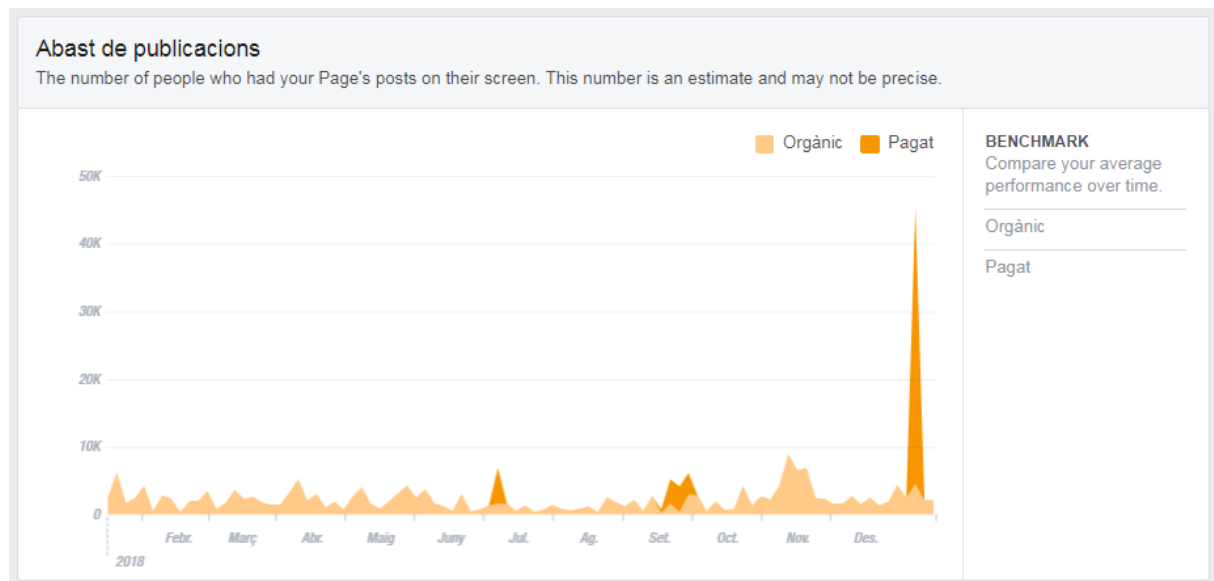 Abast de publicacions
The number of people who had your Page's posts on their screen. This number is an estimate and may not be precise.
Orgànic Pagat
BENCHMARK
Compare your average
performance over time.
Orgànic
Pagat
50K
40K
30K
20K
10K
0
Febr. Març Abr. Maig Juny Jul. Ag. Set. Oct. Nov. Des.
2018